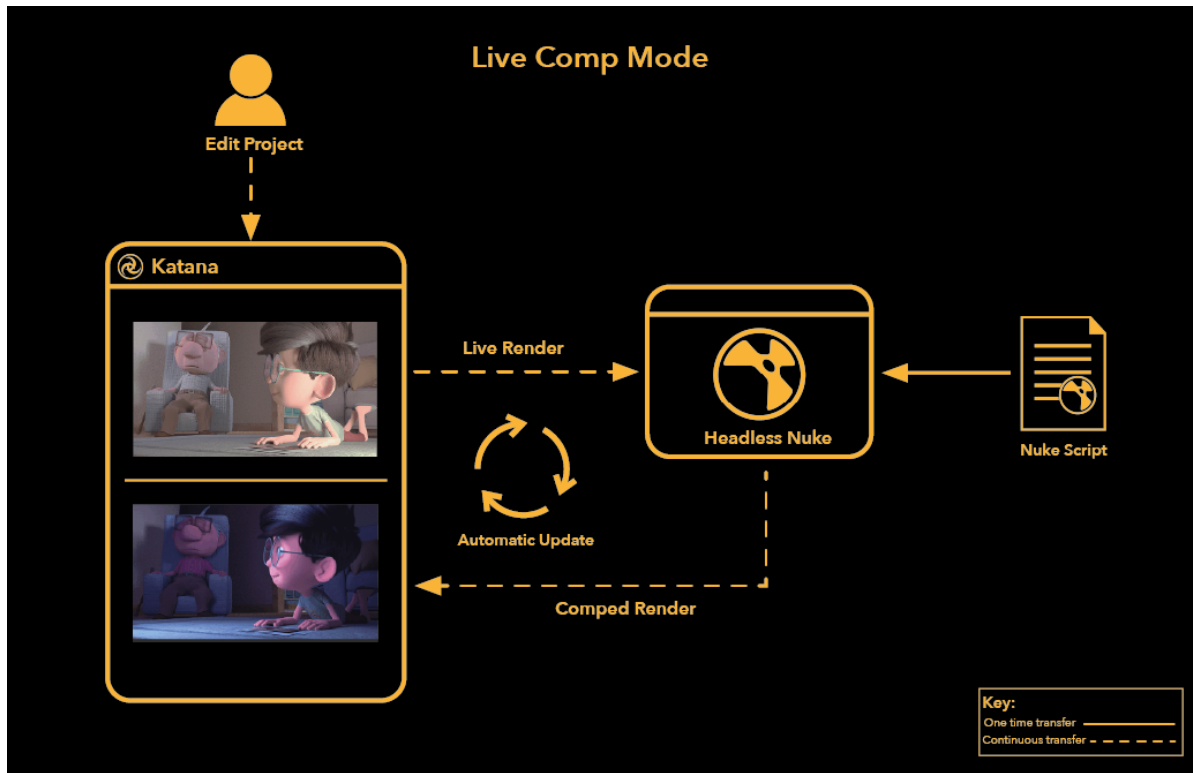 Live Comp Mode
Edit Project
Katana
Live Render
Headless Nuke
Nuke Script
Automatic Update
Comped Render
Key:
One time transfer
Continuous transfer